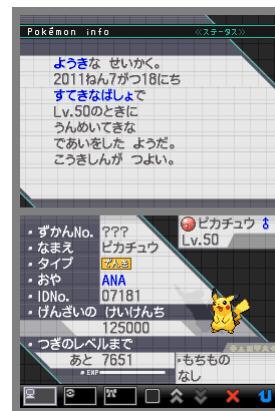 Pokémon info
≪ステータス≫
ようきな せいかく。
2011ねん7がつ18にち
すてきなばしょで
Lv.50のときに
うんめいてきな
であいをした ようだ。
こうきしんが つよい。
ピカチュウ ♂
Lv.50
・ずかんNo. ???
・なまえ ピカチュウ
・タイプ でんき
・おや ANA
・IDNo. 07181
・げんざいの けいけんち
125000
・つぎのレベルまで
あと 7651
EXP
・もちもの
なし